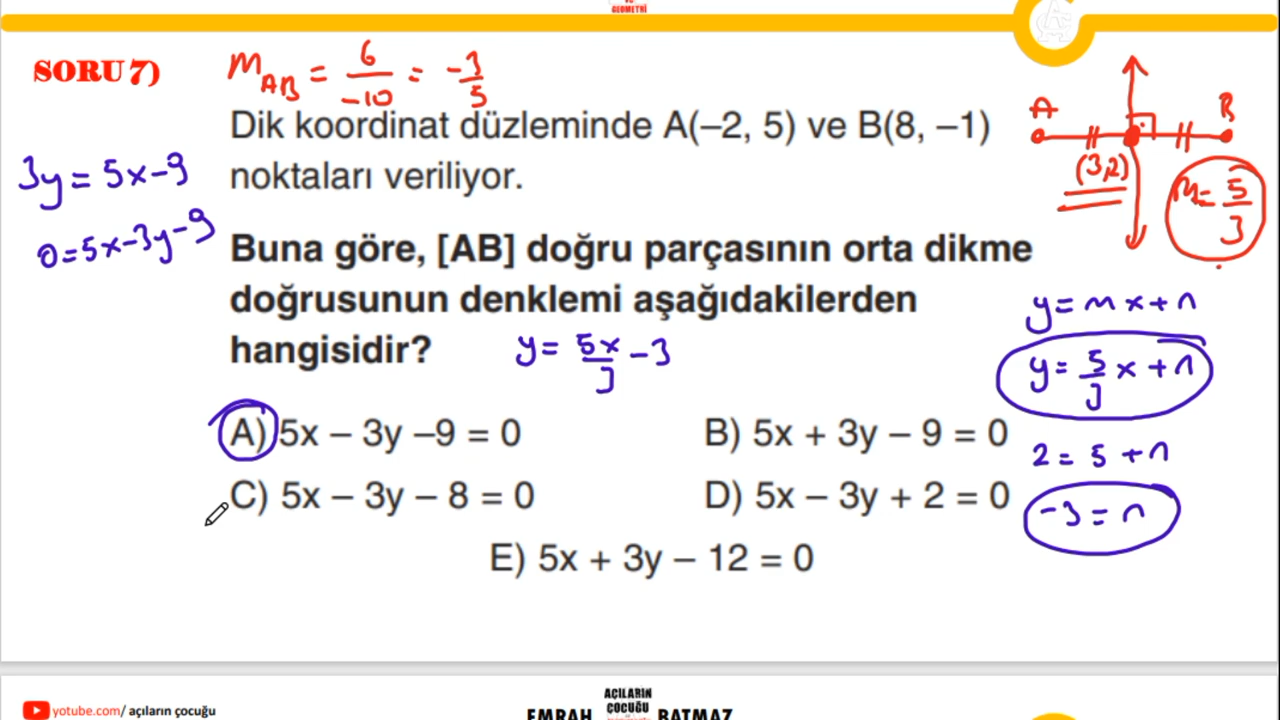 GEOMETRİ
SORU 7)
m AB = 6/-10 = -3/5
Dik koordinat düzleminde A(–2, 5) ve B(8, –1)
noktaları veriliyor.
Buna göre, [AB] doğru parçasının orta dikme
doğrusunun denklemi aşağıdakilerden
hangisidir?
y = 5x/3 - 3
3y = 5x-9
0=5x-3y-9
A B
(3,2)
m = 5/3
y = mx+n
y = 5/3 x + n
2 = 5 + n
-3 = n
A) 5x – 3y –9 = 0
B) 5x + 3y – 9 = 0
C) 5x – 3y – 8 = 0
D) 5x – 3y + 2 = 0
E) 5x + 3y – 12 = 0
yotube.com/ açıların çocuğu
AÇILARIN
ÇOCUĞU
EMRAH BATMAZ